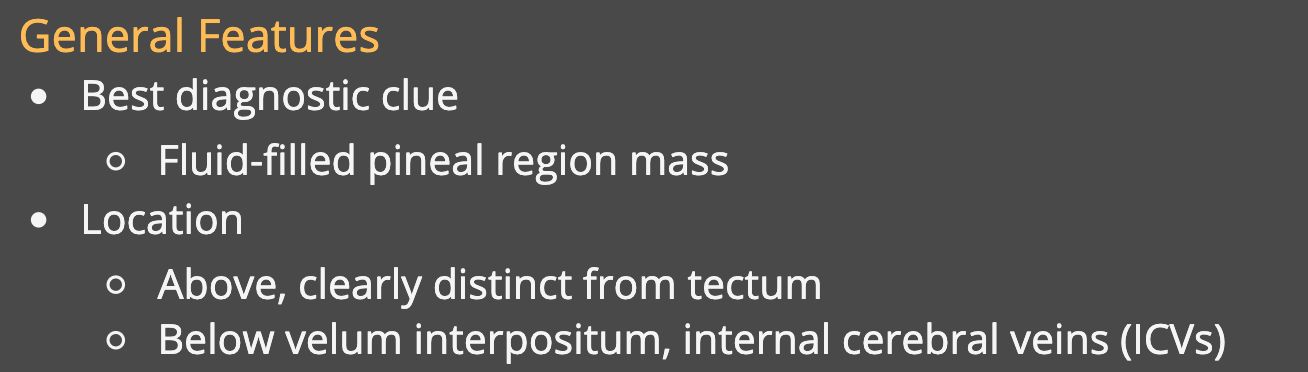 General Features
• Best diagnostic clue
○ Fluid-filled pineal region mass
• Location
○ Above, clearly distinct from tectum
○ Below velum interpositum, internal cerebral veins (ICVs)